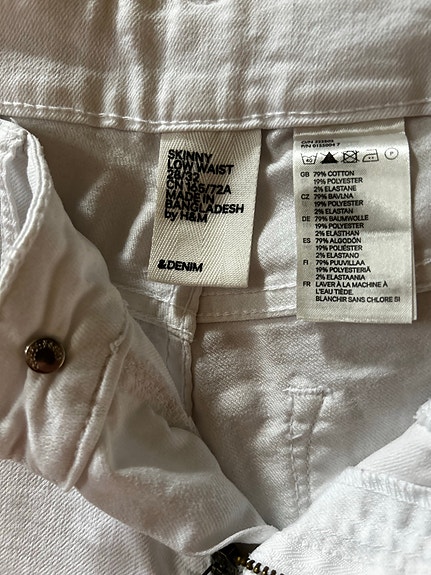 SKINNY
LOW WAIST
CN 165/72A
MADE IN
BANGLADESH
by H&M
&DENIM
40
P
GB 79% COTTON
19% POLYESTER
2% ELASTANE
CZ 79% BAVLNA
19% POLYESTER
2% ELASTAN
DE 79% BAUMWOLLE
19% POLYESTER
2% ELASTHAN
ES 79% ALGODÓN
19% POLIÉSTER
2% ELASTANO
FI 79% PUUVILLAA
19% POLYESTERIÄ
2% ELASTAANIA
FR LAVER À LA MACHINE À
L'EAU TIÈDE.
BLANCHIR SANS CHLORE SI